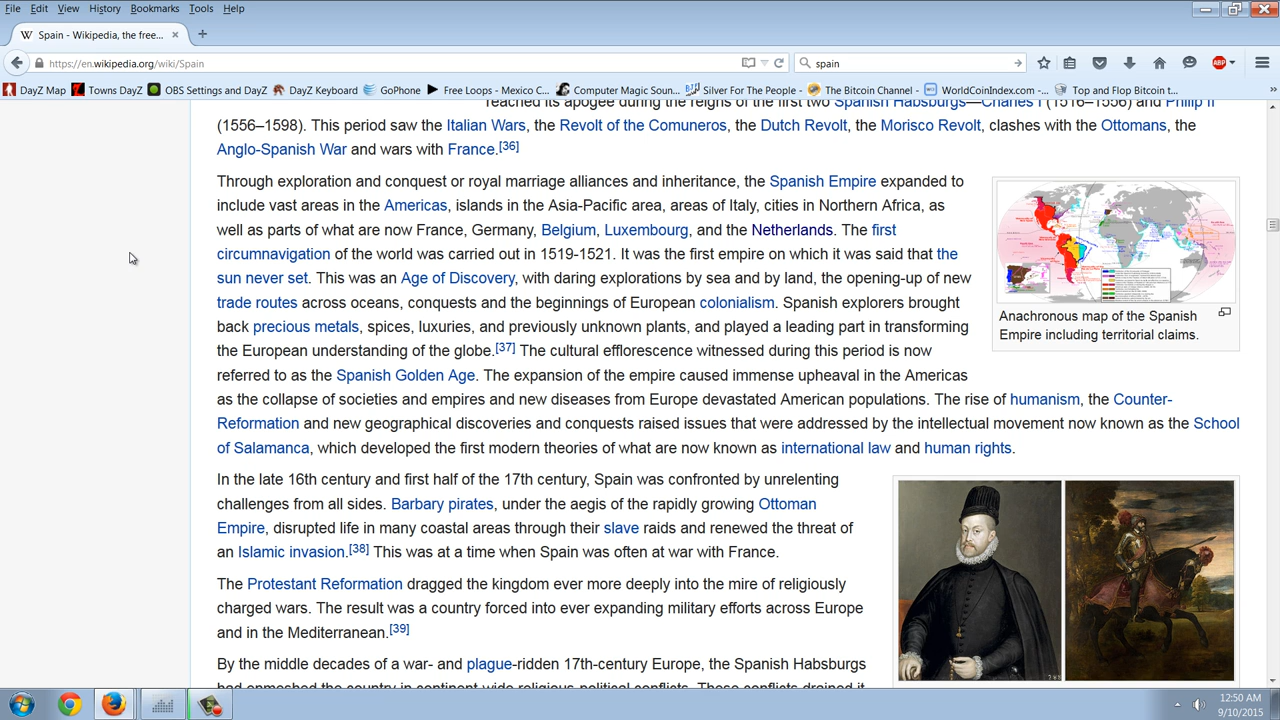 File Edit View History Bookmarks Tools Help
W Spain - Wikipedia, the free...
https://en.wikipedia.org/wiki/Spain
spain
DayZ Map Towns DayZ OBS Settings and DayZ DayZ Keyboard GoPhone Free Loops - Mexico C... Computer Magic Soun... Silver For The People - The Bitcoin Channel - WorldCoinIndex.com -... Top and Flop Bitcoin t...
reached its apogee during the reigns of the first two Spanish Habsburgs—Charles I (1516–1556) and Philip II
(1556–1598). This period saw the Italian Wars, the Revolt of the Comuneros, the Dutch Revolt, the Morisco Revolt, clashes with the Ottomans, the
Anglo-Spanish War and wars with France.[36]
Through exploration and conquest or royal marriage alliances and inheritance, the Spanish Empire expanded to
include vast areas in the Americas, islands in the Asia-Pacific area, areas of Italy, cities in Northern Africa, as
well as parts of what are now France, Germany, Belgium, Luxembourg, and the Netherlands. The first
circumnavigation of the world was carried out in 1519-1521. It was the first empire on which it was said that the
sun never set. This was an Age of Discovery, with daring explorations by sea and by land, the opening-up of new
trade routes across oceans, conquests and the beginnings of European colonialism. Spanish explorers brought
back precious metals, spices, luxuries, and previously unknown plants, and played a leading part in transforming
the European understanding of the globe.[37] The cultural efflorescence witnessed during this period is now
referred to as the Spanish Golden Age. The expansion of the empire caused immense upheaval in the Americas
as the collapse of societies and empires and new diseases from Europe devastated American populations. The rise of humanism, the Counter-
Reformation and new geographical discoveries and conquests raised issues that were addressed by the intellectual movement now known as the School
of Salamanca, which developed the first modern theories of what are now known as international law and human rights.
Anachronous map of the Spanish
Empire including territorial claims.
In the late 16th century and first half of the 17th century, Spain was confronted by unrelenting
challenges from all sides. Barbary pirates, under the aegis of the rapidly growing Ottoman
Empire, disrupted life in many coastal areas through their slave raids and renewed the threat of
an Islamic invasion.[38] This was at a time when Spain was often at war with France.
The Protestant Reformation dragged the kingdom ever more deeply into the mire of religiously
charged wars. The result was a country forced into ever expanding military efforts across Europe
and in the Mediterranean.[39]
By the middle decades of a war- and plague-ridden 17th-century Europe, the Spanish Habsburgs
had enmeshed the country in continent-wide religious-political conflicts. These conflicts drained it
12:50 AM
9/10/2015